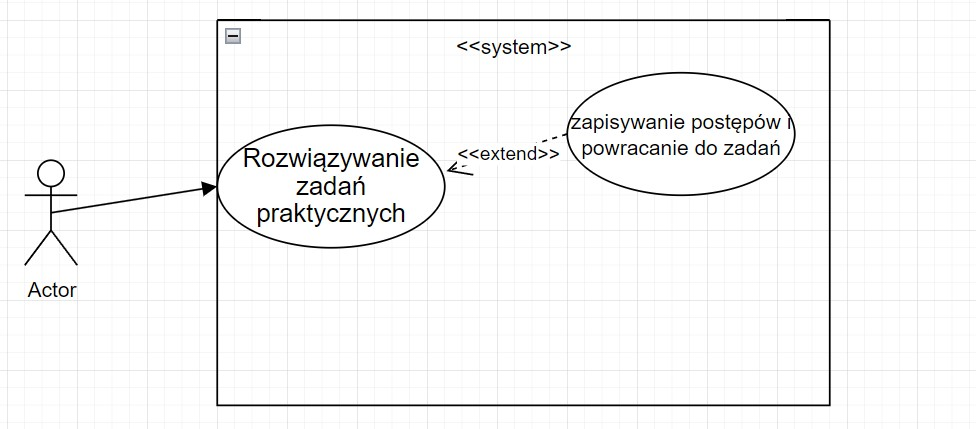 <<system>>
zapisywanie postępów i
powracanie do zadań
<<extend>>
Rozwiązywanie
zadań
praktycznych
Actor